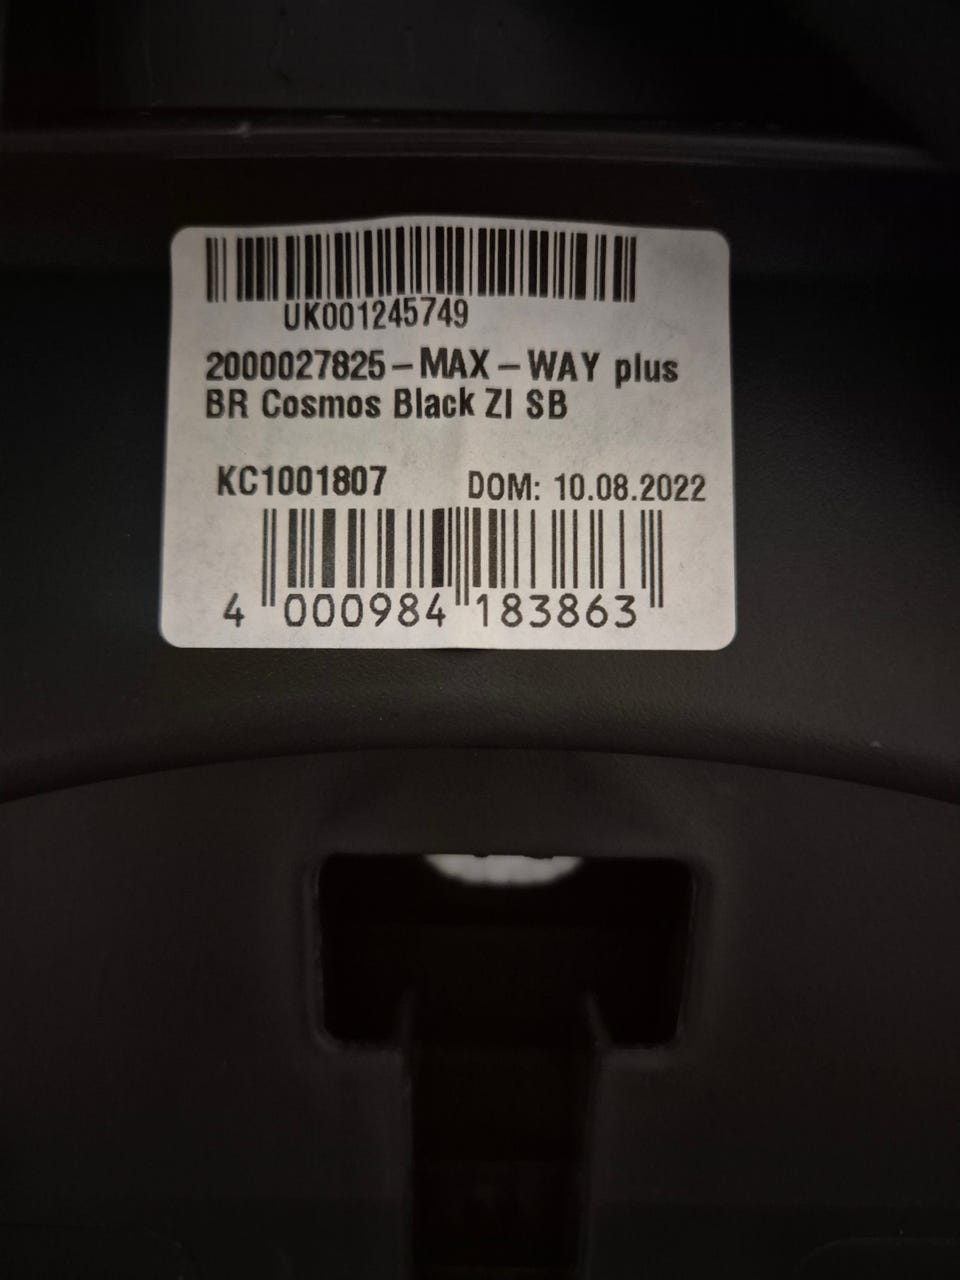 UK001245749
2000027825-MAX-WAY plus
BR Cosmos Black ZI SB
KC1001807 DOM: 10.08.2022
4 000984 183863